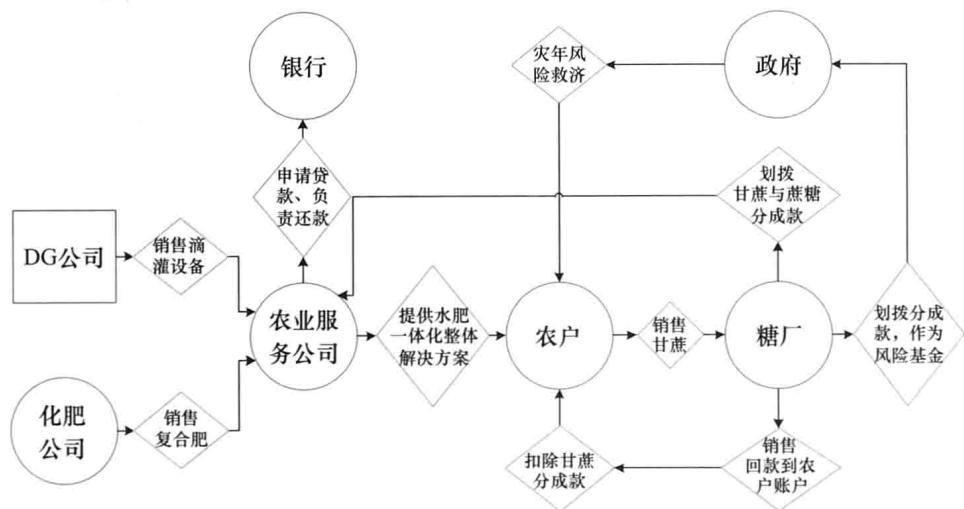 银行
灾年风
险救济
政府
申请贷
款、负
责还款
划拨
甘蔗与蔗糖
分成款
DG公司
销售滴
灌设备
农业服
务公司
提供水肥
一体化整体
解决方案
农户
销售
甘蔗
糖厂
划拨分成
款，作为
风险基金
化肥
公司
销售
复合肥
扣除甘蔗
分成款
销售
回款到农
户账户